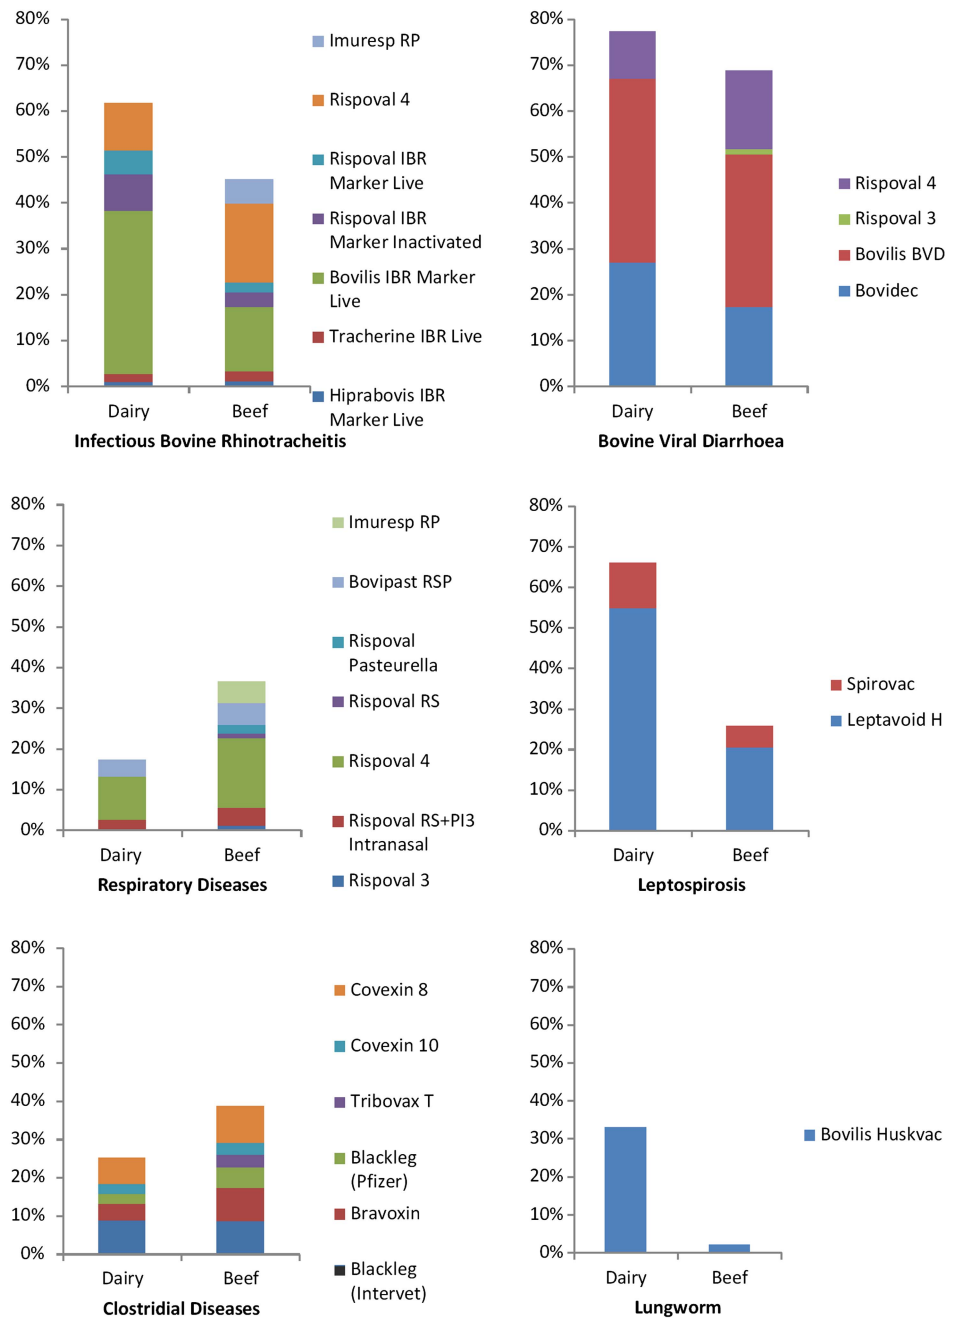 80%
70%
60%
50%
40%
30%
20%
10%
0%
Dairy
Beef
Infectious Bovine Rhinotracheitis
Imuresp RP
Rispoval 4
Rispoval IBR
Marker Live
Rispoval IBR
Marker Inactivated
Bovilis IBR Marker
Live
Tracherine IBR Live
Hiprabovis IBR
Marker Live
80%
70%
60%
50%
40%
30%
20%
10%
0%
Dairy
Beef
Bovine Viral Diarrhoea
Rispoval 4
Rispoval 3
Bovilis BVD
Bovidec
80%
70%
60%
50%
40%
30%
20%
10%
0%
Dairy
Beef
Respiratory Diseases
Imuresp RP
Bovipast RSP
Rispoval
Pasteurella
Rispoval RS
Rispoval 4
Rispoval RS+PI3
Intranasal
Rispoval 3
80%
70%
60%
50%
40%
30%
20%
10%
0%
Dairy
Beef
Leptospirosis
Spirovac
Leptavoid H
80%
70%
60%
50%
40%
30%
20%
10%
0%
Dairy
Beef
Clostridial Diseases
Covexin 8
Covexin 10
Tribovax T
Blackleg
(Pfizer)
Bravoxin
Blackleg
(Intervet)
80%
70%
60%
50%
40%
30%
20%
10%
0%
Dairy
Beef
Lungworm
Bovilis Huskvac